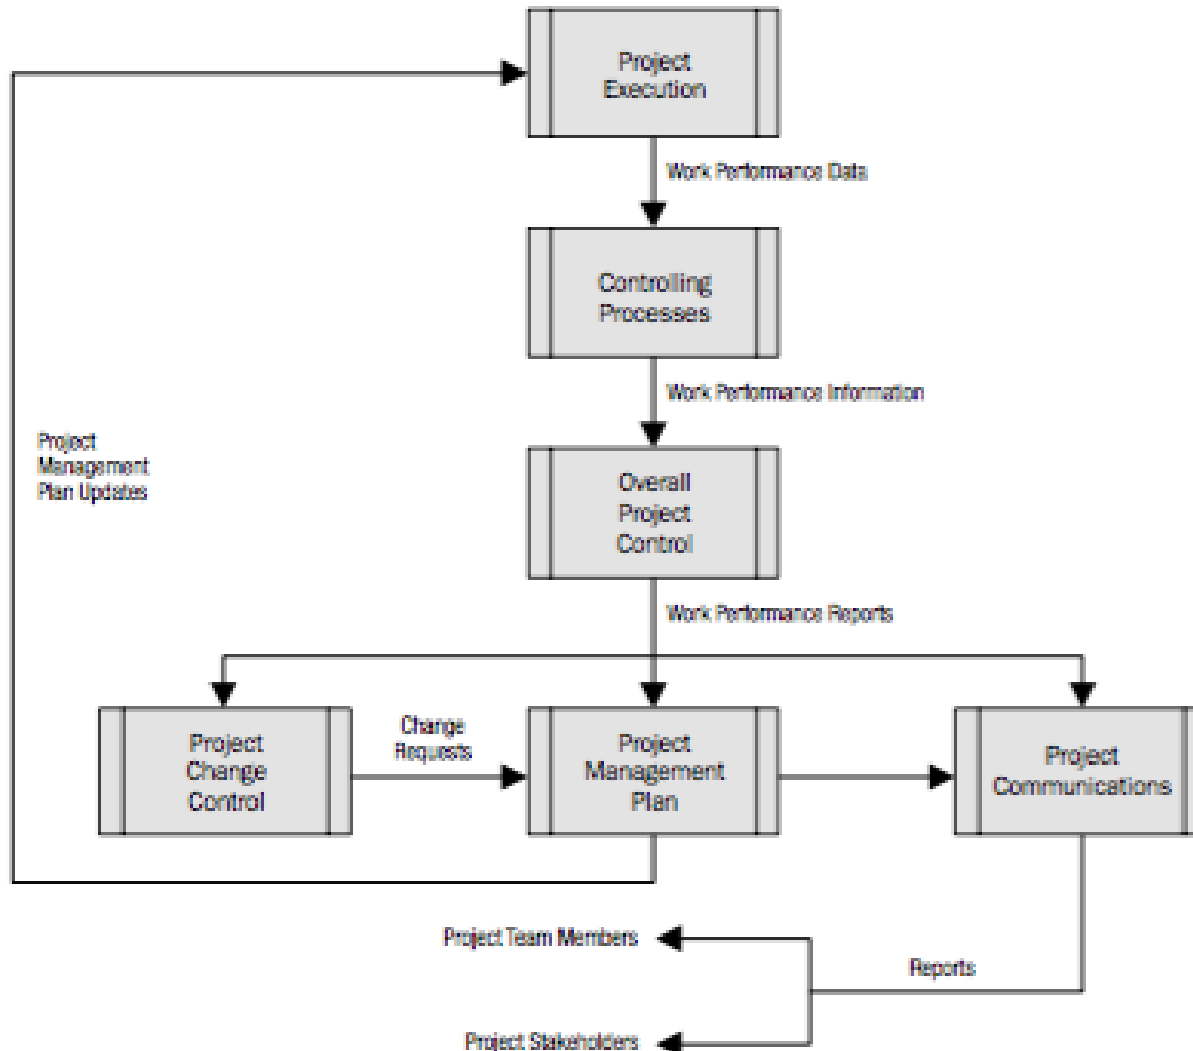 Project
Execution
Work Performance Data
Controlling
Processes
Work Performance Information
Project
Management
Plan Updates
Overall
Project
Control
Work Performance Reports
Project
Change
Control
Change
Requests
Project
Management
Plan
Project
Communications
Project Team Members
Reports
Project Stakeholders